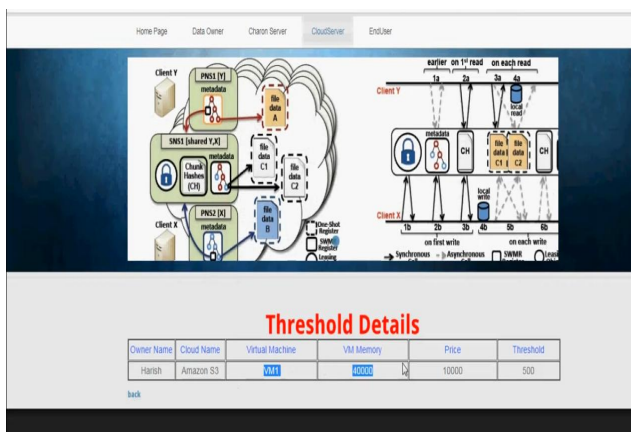 Home Page Data Owner Charon Server CloudServer EndUser
Client Y
PNS1 [Y]
metadata
file data A
SNS1 [shared Y,X]
metadata
Chunk Hashes (CH)
file data C1
file data C2
PNS2 [X]
metadata
Client X
file data B
One-Shot Register
SWMR Register
Leasing
earlier on 1st read on each read
1a 2a 3a 4a
Client Y
local read
metadata
CH
file data C1
file data C2
CH
local write
Client X
1b 2b 3b 4b 5b 6b
on first write on each write
Synchronous Asynchronous SWMR
Threshold Details
Owner Name Cloud Name Virtual Machine VM Memory Price Threshold
Harish Amazon S3 VM1 40000 10000 500
back